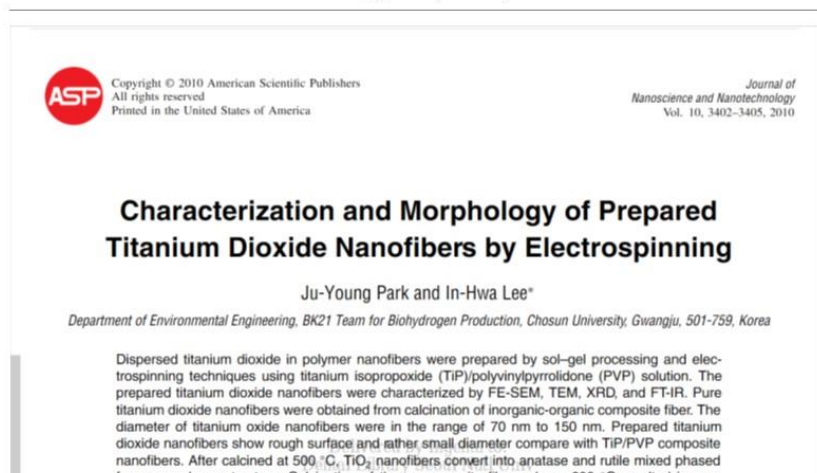 ASP
Copyright © 2010 American Scientific Publishers
All rights reserved
Printed in the United States of America
Journal of
Nanoscience and Nanotechnology
Vol. 10, 3402–3405, 2010
Characterization and Morphology of Prepared
Titanium Dioxide Nanofibers by Electrospinning
Ju-Young Park and In-Hwa Lee*
Department of Environmental Engineering, BK21 Team for Biohydrogen Production, Chosun University, Gwangju, 501-759, Korea
Dispersed titanium dioxide in polymer nanofibers were prepared by sol–gel processing and elec-
trospinning techniques using titanium isopropoxide (TiP)/polyvinylpyrrolidone (PVP) solution. The
prepared titanium dioxide nanofibers were characterized by FE-SEM, TEM, XRD, and FT-IR. Pure
titanium dioxide nanofibers were obtained from calcination of inorganic-organic composite fiber. The
diameter of titanium oxide nanofibers were in the range of 70 nm to 150 nm. Prepared titanium
dioxide nanofibers show rough surface and rather small diameter compare with TiP/PVP composite
nanofibers. After calcined at 500 °C, TiO₂ nanofibers convert into anatase and rutile mixed phased